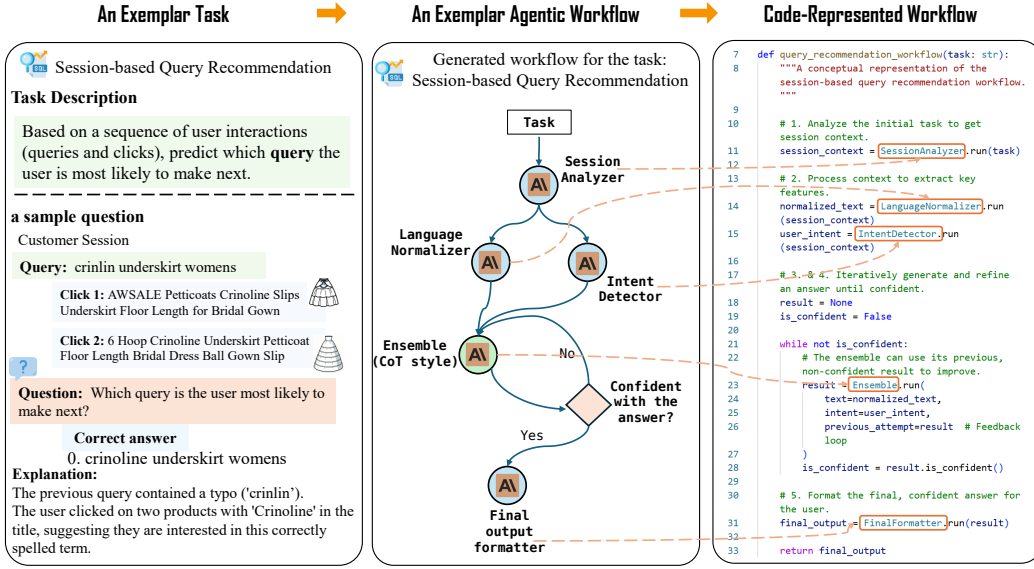 An Exemplar Task
An Exemplar Agentic Workflow
Code-Represented Workflow
SQL
Session-based Query Recommendation
Task Description
Based on a sequence of user interactions
(queries and clicks), predict which query the
user is most likely to make next.
a sample question
Customer Session
Query: crinlin underskirt womens
Click 1: AWSALE Petticoats Crinoline Slips
Underskirt Floor Length for Bridal Gown
Click 2: 6 Hoop Crinoline Underskirt Petticoat
Floor Length Bridal Dress Ball Gown Slip
?
Question: Which query is the user most likely to
make next?
Correct answer
0. crinoline underskirt womens
Explanation:
The previous query contained a typo ('crinlin').
The user clicked on two products with 'Crinoline' in the
title, suggesting they are interested in this correctly
spelled term.
SQL
Generated workflow for the task:
Session-based Query Recommendation
Task
Session
Analyzer
A\
Language
Normalizer
A\
A\
Intent
Detector
Ensemble
(CoT style)
A\
No
Confident
with the
answer?
Yes
A\
Final
output
formatter
7 def query_recommendation_workflow(task: str):
8 """A conceptual representation of the
session-based query recommendation workflow.
"""
9
10 # 1. Analyze the initial task to get
session context.
11 session_context = SessionAnalyzer.run(task)
12
13 # 2. Process context to extract key
features.
14 normalized_text = LanguageNormalizer.run
(session_context)
15 user_intent = IntentDetector.run
(session_context)
16
17 # 3. & 4. Iteratively generate and refine
an answer until confident.
18 result = None
19 is_confident = False
20
21 while not is_confident:
22 # The ensemble can use its previous,
non-confident result to improve.
23 result = Ensemble.run(
24 text=normalized_text,
25 intent=user_intent,
26 previous_attempt=result # Feedback
loop
27 )
28 is_confident = result.is_confident()
29
30 # 5. Format the final, confident answer for
the user.
31 final_output = FinalFormatter.run(result)
32
33 return final_output